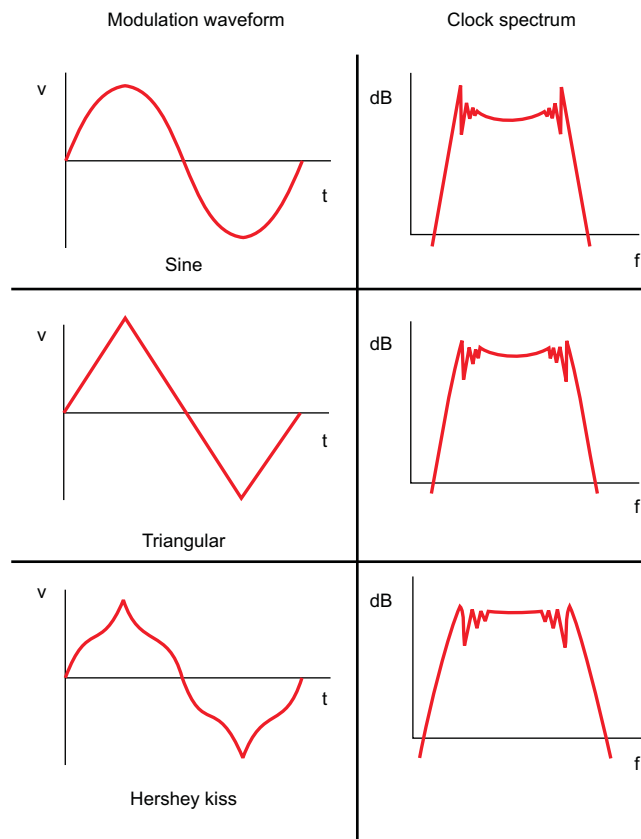 Modulation waveform
Clock spectrum
v
t
Sine
dB
f
v
t
Triangular
dB
f
v
t
Hershey kiss
dB
f